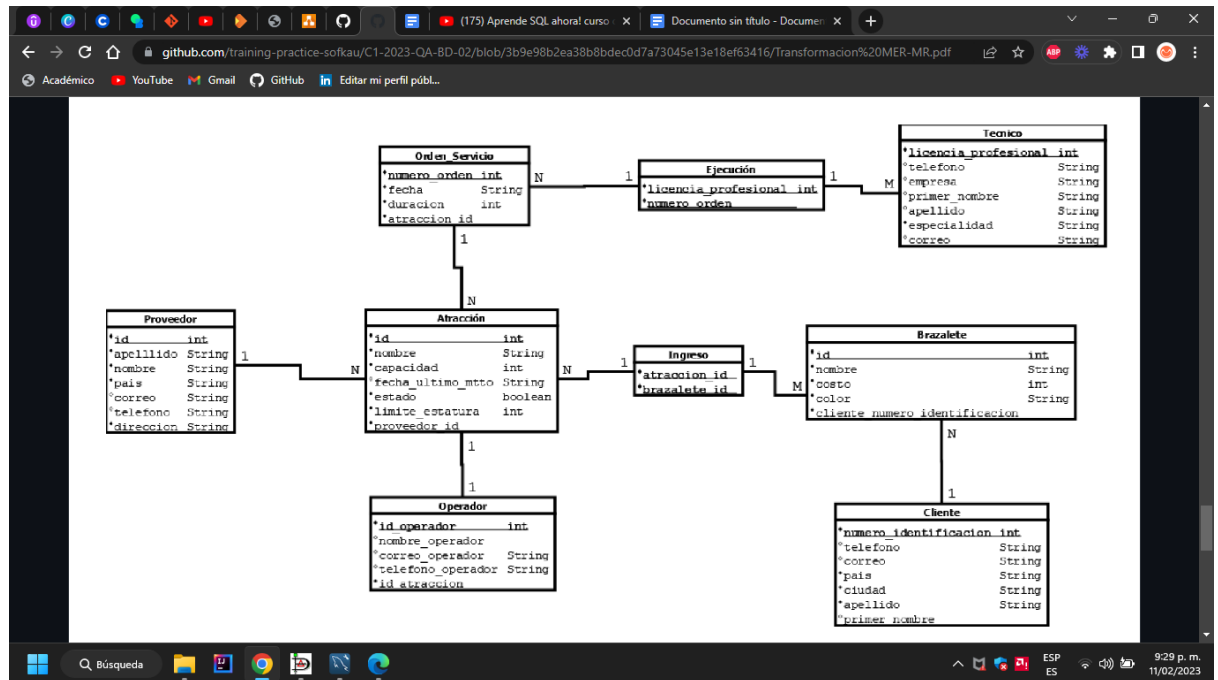 (175) Aprende SQL ahora! curso
Documento sin título - Documen
github.com/training-practice-sofkau/C1-2023-QA-BD-02/blob/3b9e98b2ea38b8bdec0d7a73045e13e18ef63416/Transformacion%20MER-MR.pdf
Académico YouTube Gmail GitHub Editar mi perfil públ...
Orden_Servicio
*numero_orden int
*fecha String
*duracion int
*atraccion_id
N
1
Ejecución
*licencia_profesional int
*numero_orden
1
1
M
Tecnico
*licencia_profesional int
°telefono String
*empresa String
*primer_nombre String
*apellido String
*especialidad String
°correo String
N
Proveedor
*id int
*apelllido String
*nombre String
*pais String
°correo String
°telefono String
*direccion String
1
N
Atracción
*id int
*nombre String
*capacidad int
°fecha_ultimo_mtto String
*estado boolean
*limite_estatura int
*proveedor_id
N
1
Ingreso
*atraccion_id
*brazalete_id
1
M
Brazalete
*id int
*nombre String
*costo int
*color String
*cliente_numero_identificacion
1
1
Operador
*id_operador int
°nombre_operador
°correo_operador String
°telefono_operador String
*id_atraccion
N
1
Cliente
*numero_identificacion int
°telefono String
°correo String
*pais String
*ciudad String
*apellido String
°primer_nombre
Búsqueda
ESP
ES
9:29 p. m.
11/02/2023